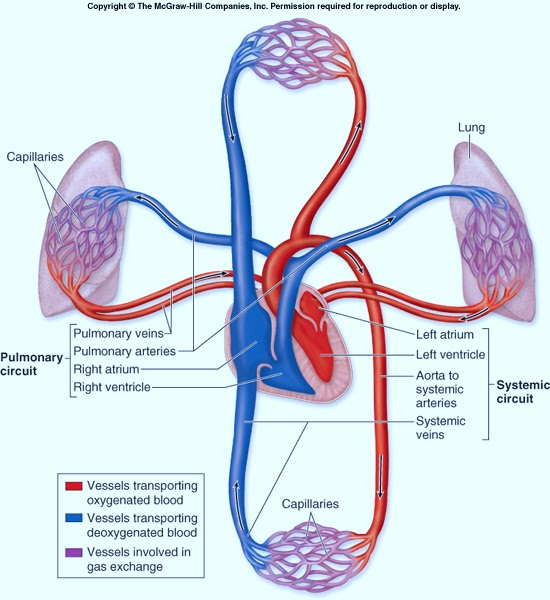 Copyright © The McGraw-Hill Companies, Inc. Permission required for reproduction or display.
Lung
Capillaries
Pulmonary
circuit
Pulmonary veins
Pulmonary arteries
Right atrium
Right ventricle
Left atrium
Left ventricle
Aorta to
systemic
arteries
Systemic
veins
Systemic
circuit
Capillaries
Vessels transporting
oxygenated blood
Vessels transporting
deoxygenated blood
Vessels involved in
gas exchange